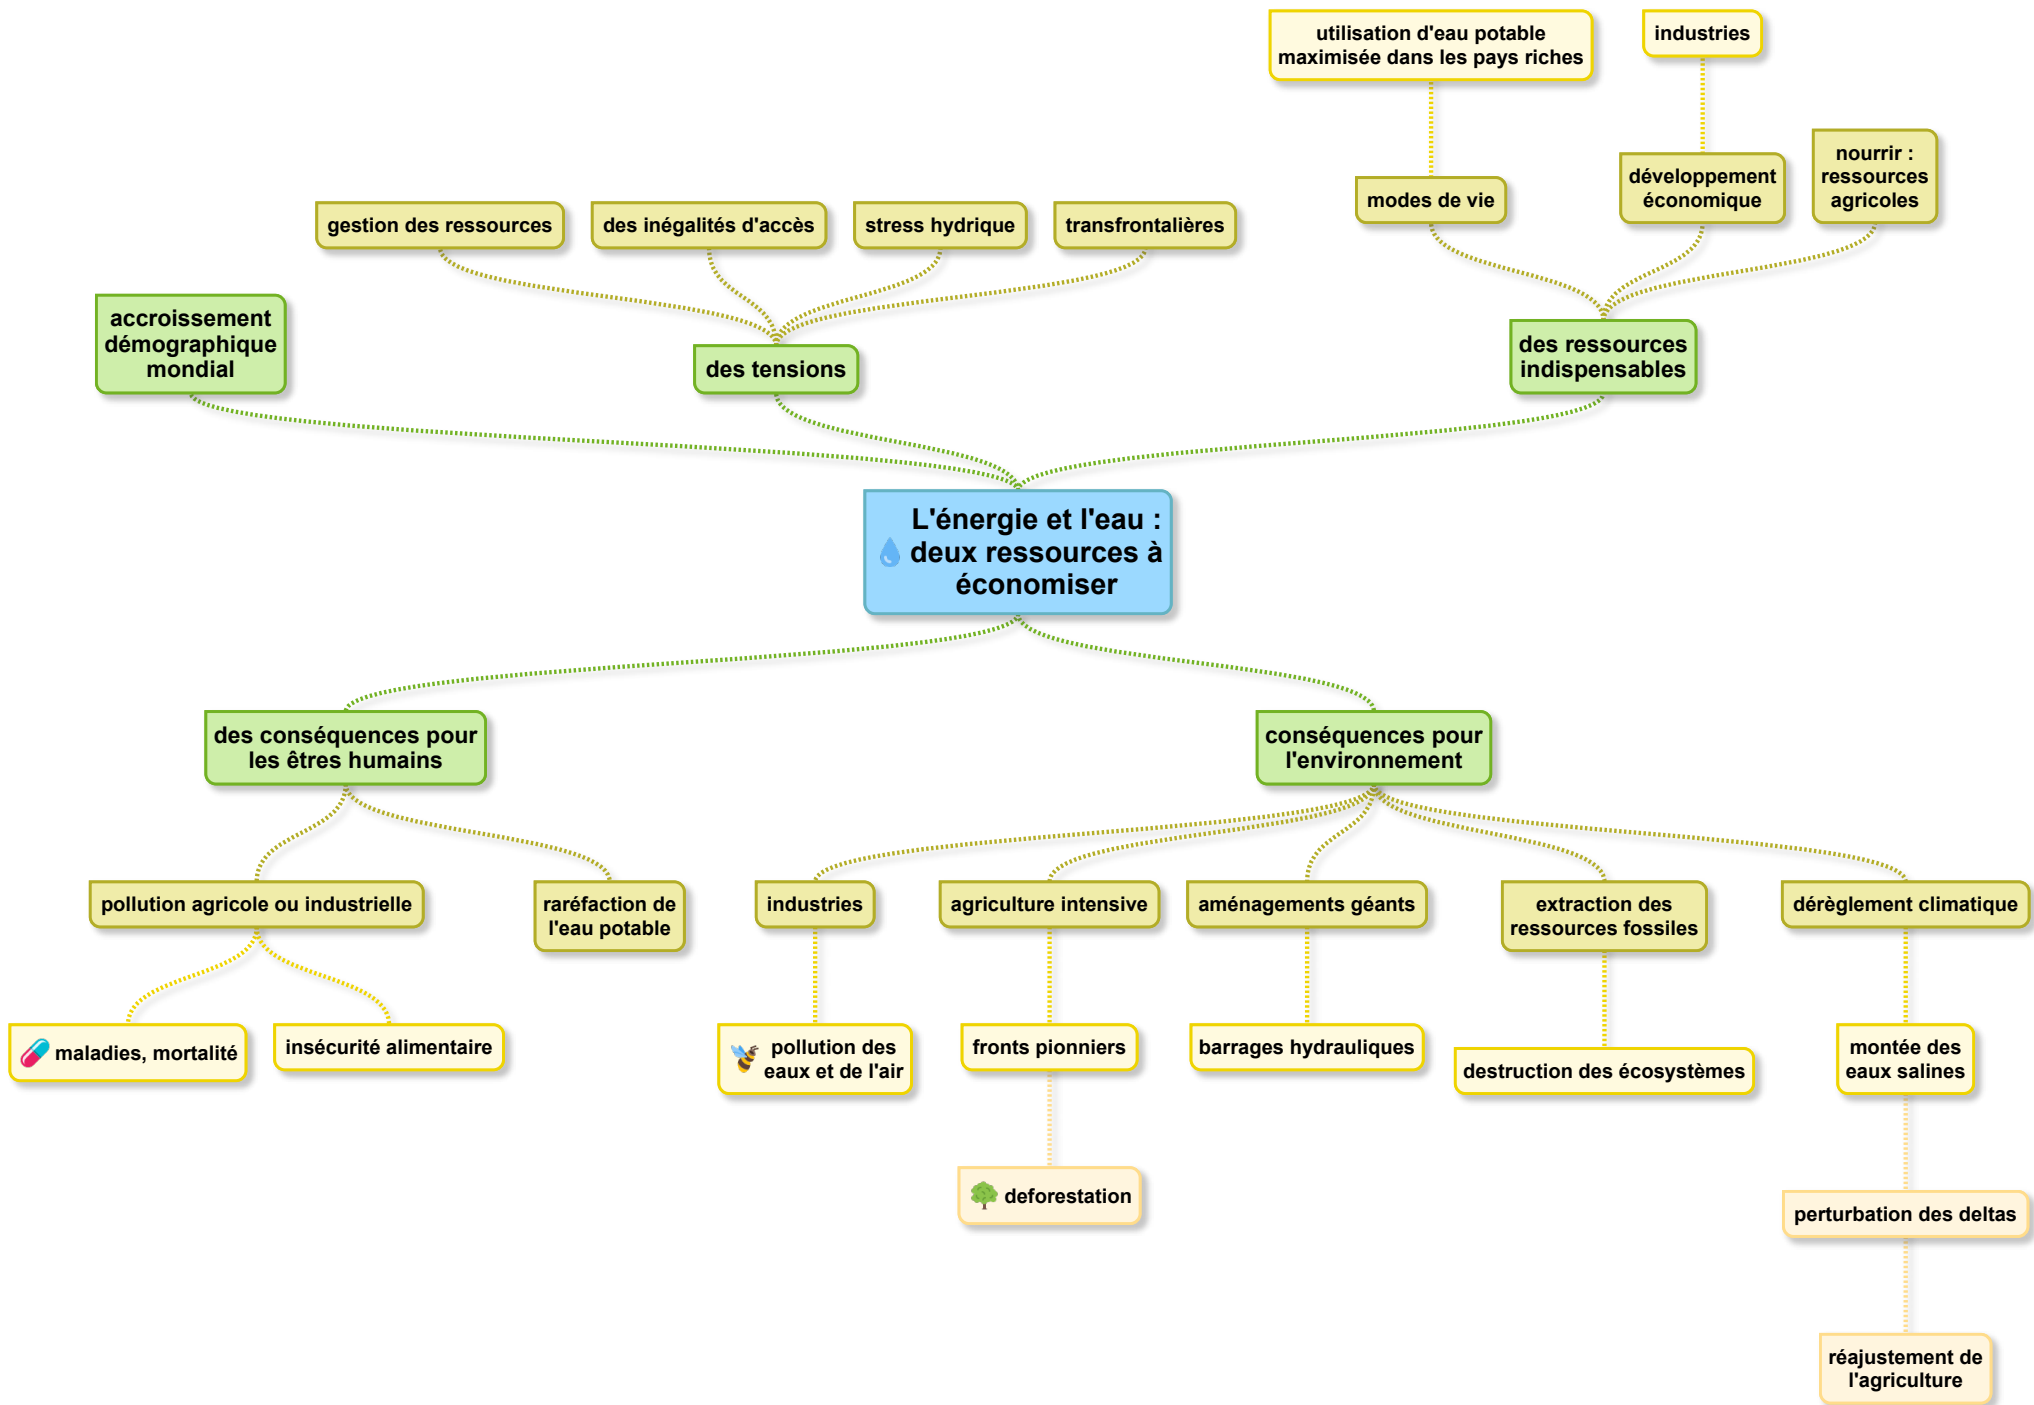 utilisation d'eau potable
maximisée dans les pays riches
industries
nourrir :
ressources
agricoles
développement
économique
modes de vie
gestion des ressources
des inégalités d'accès
stress hydrique
transfrontalières
accroissement
démographique
mondial
des tensions
des ressources
indispensables
L'énergie et l'eau :
deux ressources à
économiser
des conséquences pour
les êtres humains
conséquences pour
l'environnement
pollution agricole ou industrielle
raréfaction de
l'eau potable
industries
agriculture intensive
aménagements géants
extraction des
ressources fossiles
dérèglement climatique
maladies, mortalité
insécurité alimentaire
pollution des
eaux et de l'air
fronts pionniers
barrages hydrauliques
destruction des écosystèmes
montée des
eaux salines
deforestation
perturbation des deltas
réajustement de
l'agriculture